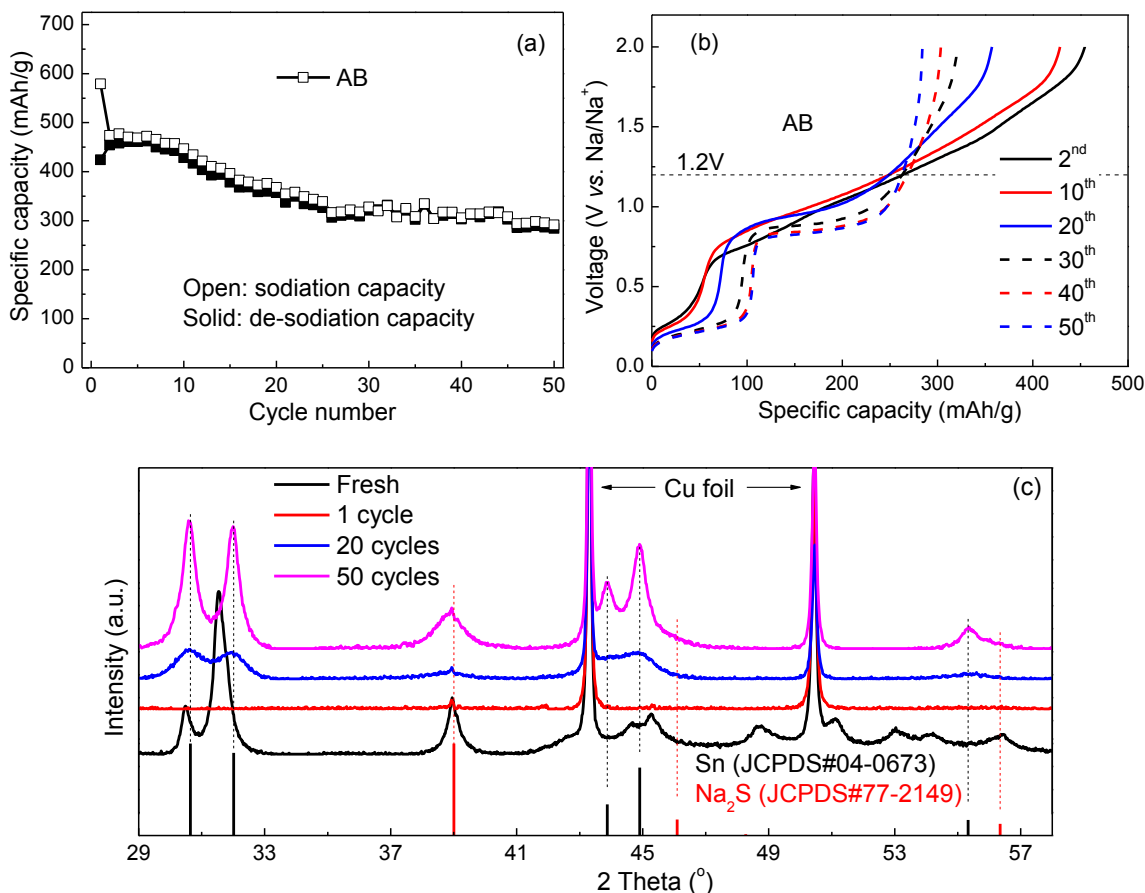 (a)
AB
Open: sodiation capacity
Solid: de-sodiation capacity
Specific capacity (mAh/g)
700
600
500
400
300
200
100
0
0 10 20 30 40 50
Cycle number
(b)
AB
1.2V
2nd
10th
20th
30th
40th
50th
Voltage (V vs. Na/Na+)
2.0
1.5
1.0
0.5
0.0
0 100 200 300 400 500
Specific capacity (mAh/g)
(c)
Fresh
1 cycle
20 cycles
50 cycles
Cu foil
Sn (JCPDS#04-0673)
Na2S (JCPDS#77-2149)
Intensity (a.u.)
29 33 37 41 45 49 53 57
2 Theta (o)